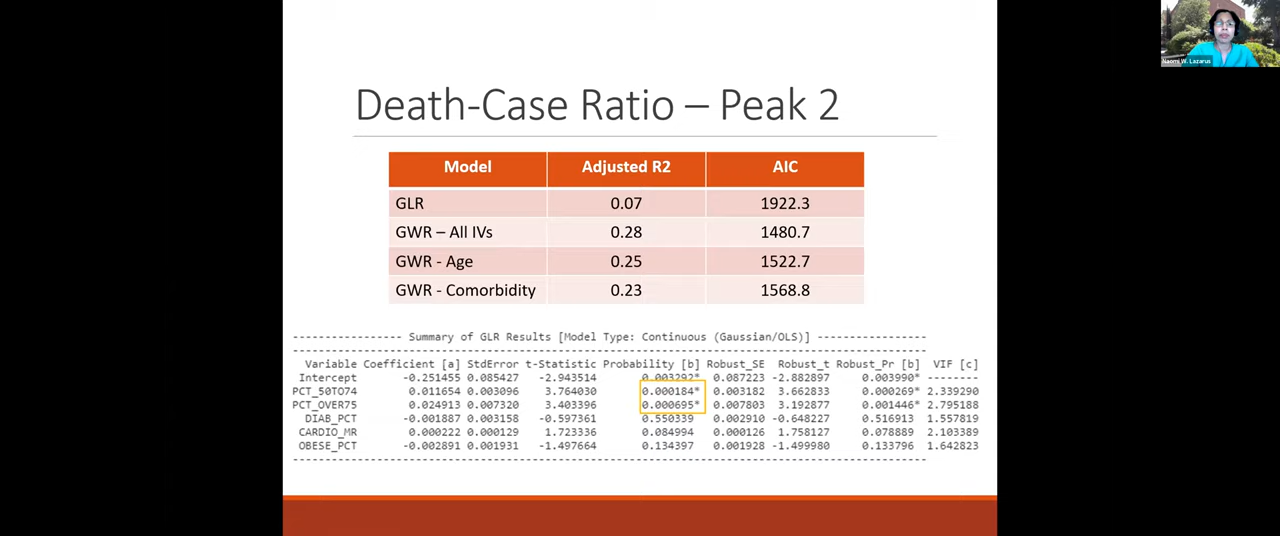 Naomi W. Lazarus
Death-Case Ratio – Peak 2
Model Adjusted R2 AIC
GLR 0.07 1922.3
GWR – All IVs 0.28 1480.7
GWR - Age 0.25 1522.7
GWR - Comorbidity 0.23 1568.8
---------------- Summary of GLR Results [Model Type: Continuous (Gaussian/OLS)] ----------------
Variable Coefficient [a] StdError t-Statistic Probability [b] Robust_SE Robust_t Robust_Pr [b] VIF [c]
Intercept -0.251455 0.085427 -2.943514 0.003292* 0.087223 -2.882897 0.003990* --------
PCT_50TO74 0.011654 0.003096 3.764030 0.000184* 0.003182 3.662833 0.000269* 2.339290
PCT_OVER75 0.024913 0.007320 3.403396 0.000695* 0.007803 3.192877 0.001446* 2.795188
DIAB_PCT -0.001887 0.003158 -0.597361 0.550339 0.002910 -0.648227 0.516913 1.557819
CARDIO_MR 0.000222 0.000129 1.723336 0.084994 0.000126 1.758127 0.078889 2.103389
OBESE_PCT -0.002891 0.001931 -1.497664 0.134397 0.001928 -1.499980 0.133796 1.642823